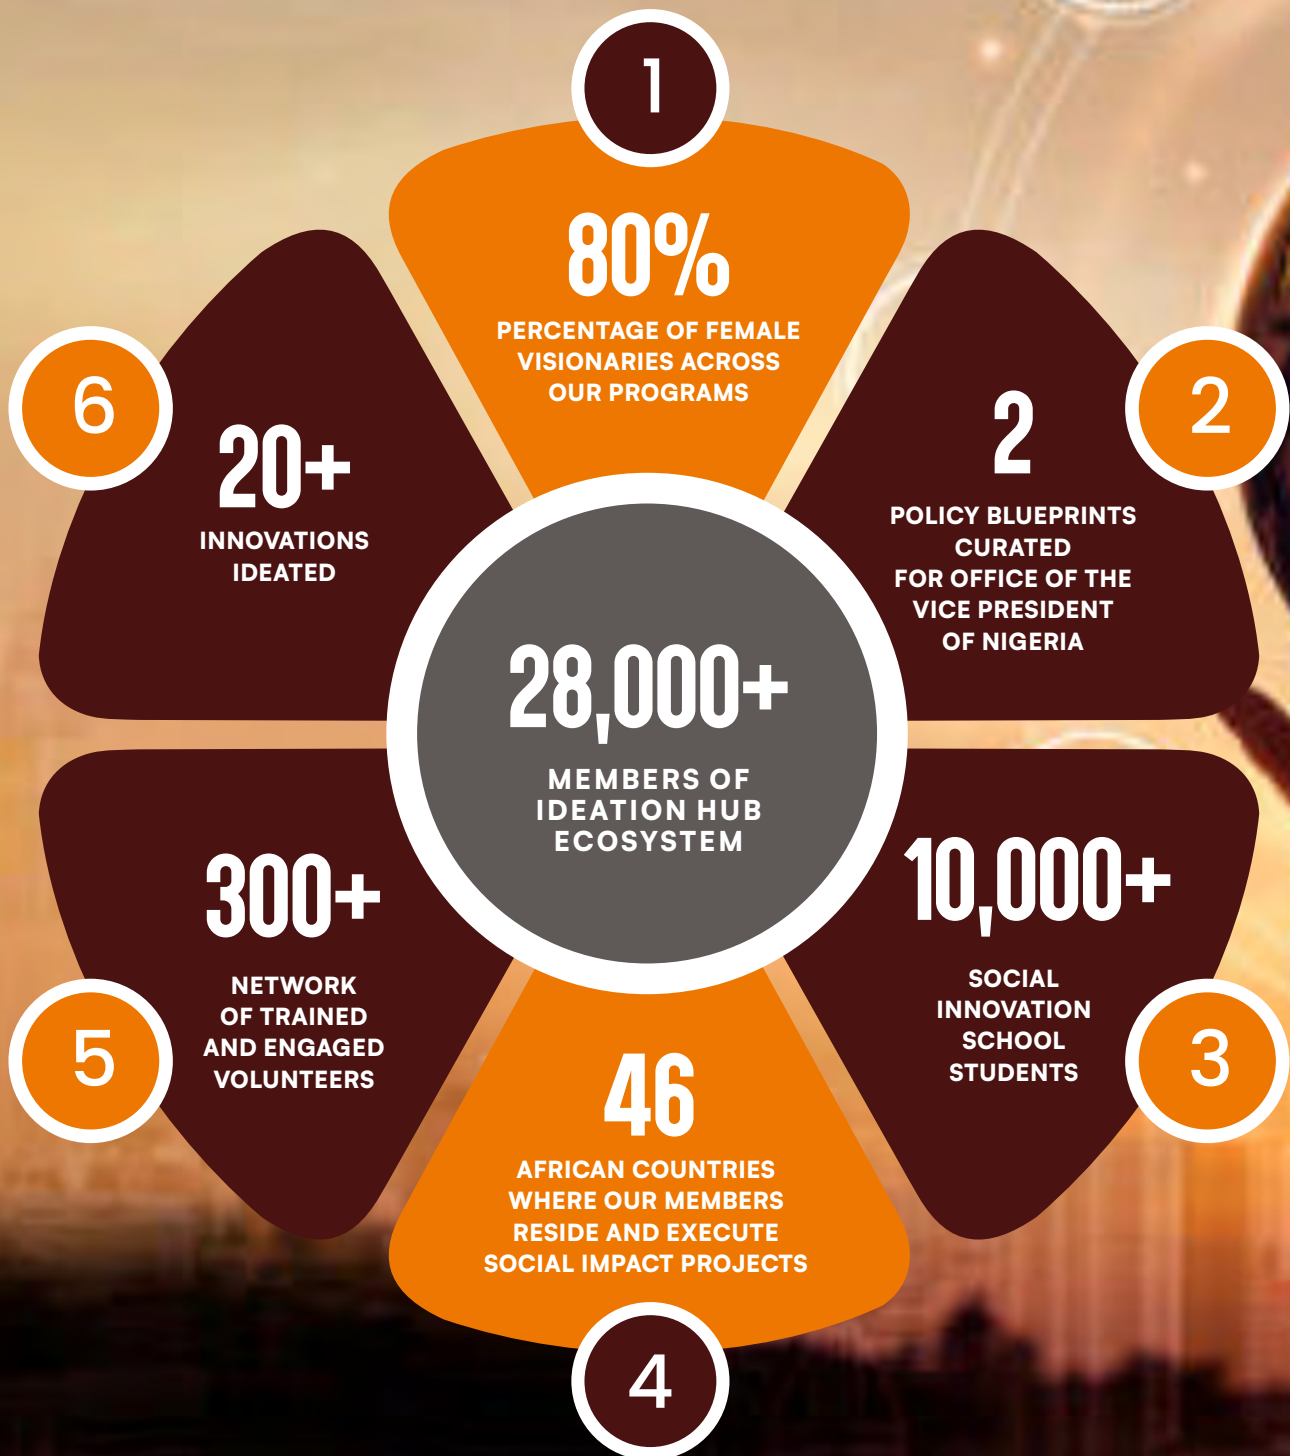 1
80%
PERCENTAGE OF FEMALE
VISIONARIES ACROSS
OUR PROGRAMS
2
2
POLICY BLUEPRINTS
CURATED
FOR OFFICE OF THE
VICE PRESIDENT
OF NIGERIA
3
10,000+
SOCIAL
INNOVATION
SCHOOL
STUDENTS
4
46
AFRICAN COUNTRIES
WHERE OUR MEMBERS
RESIDE AND EXECUTE
SOCIAL IMPACT PROJECTS
5
300+
NETWORK
OF TRAINED
AND ENGAGED
VOLUNTEERS
6
20+
INNOVATIONS
IDEATED
28,000+
MEMBERS OF
IDEATION HUB
ECOSYSTEM